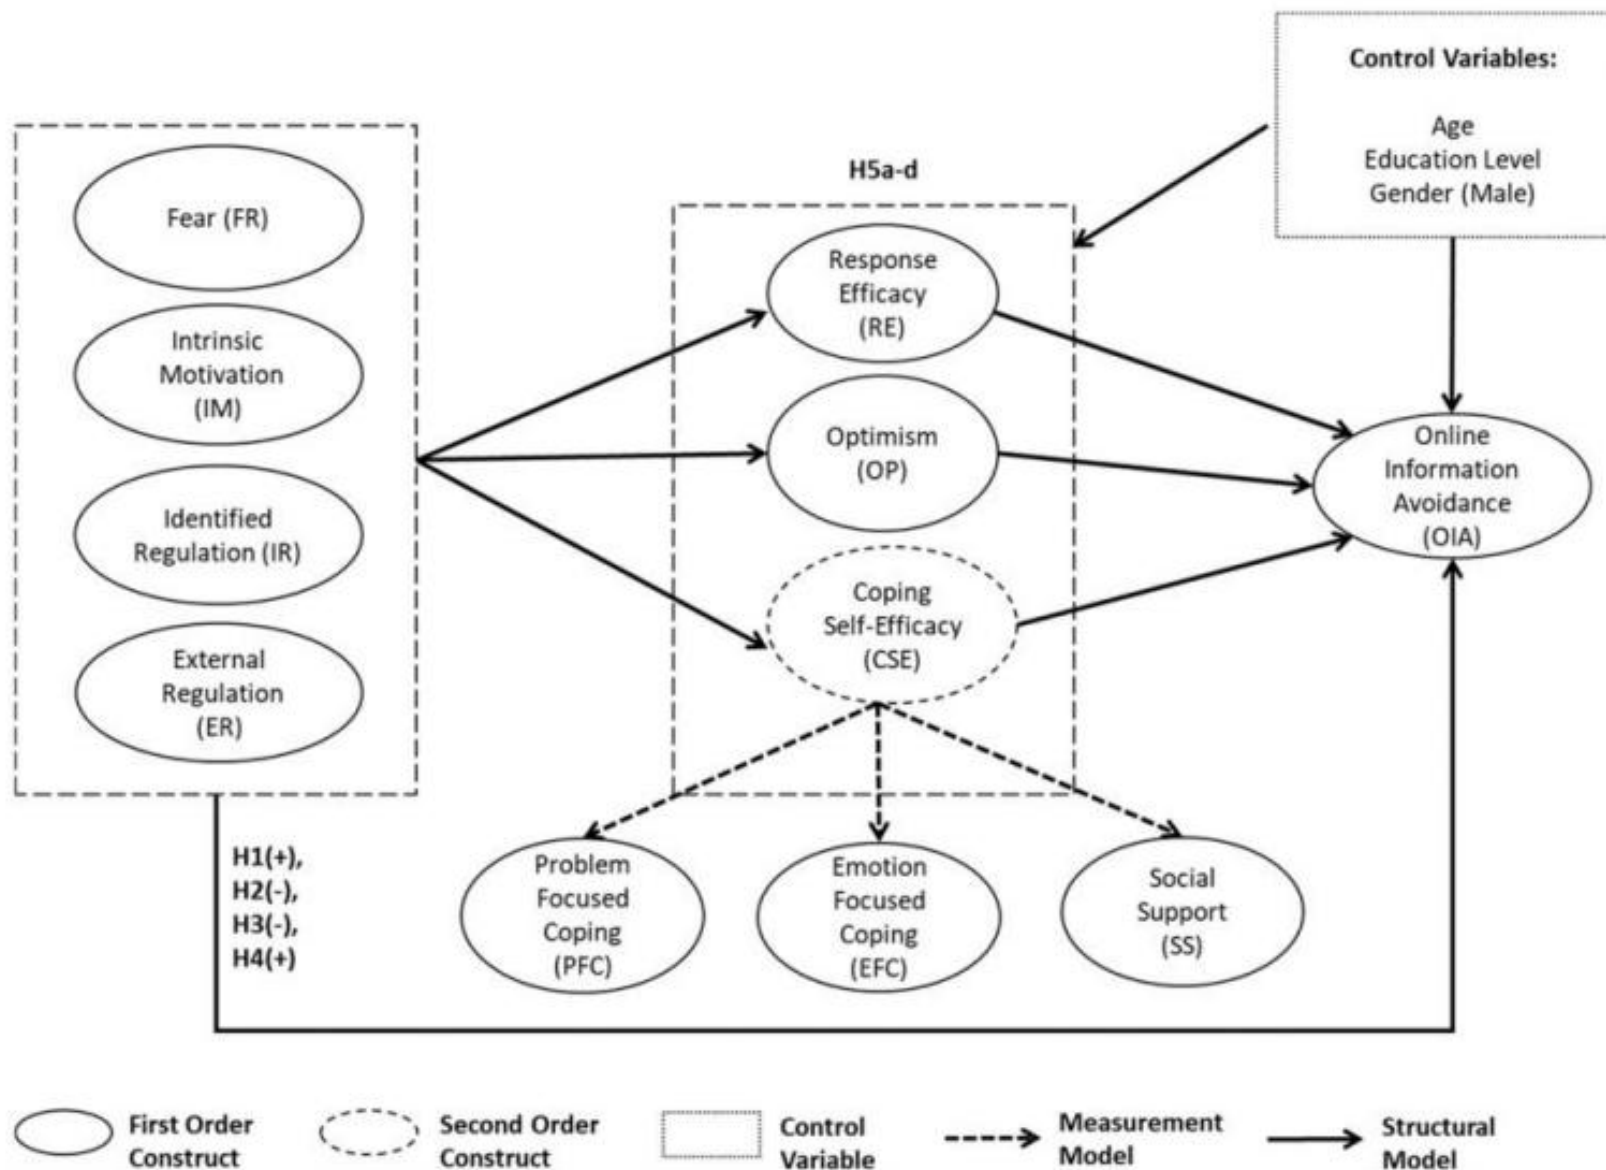 Control Variables:
Age
Education Level
Gender (Male)
H5a-d
Fear (FR)
Intrinsic
Motivation
(IM)
Identified
Regulation (IR)
External
Regulation
(ER)
Response
Efficacy
(RE)
Optimism
(OP)
Coping
Self-Efficacy
(CSE)
Online
Information
Avoidance
(OIA)
H1(+),
H2(-),
H3(-),
H4(+)
Problem
Focused
Coping
(PFC)
Emotion
Focused
Coping
(EFC)
Social
Support
(SS)
First Order
Construct
Second Order
Construct
Control
Variable
Measurement
Model
Structural
Model